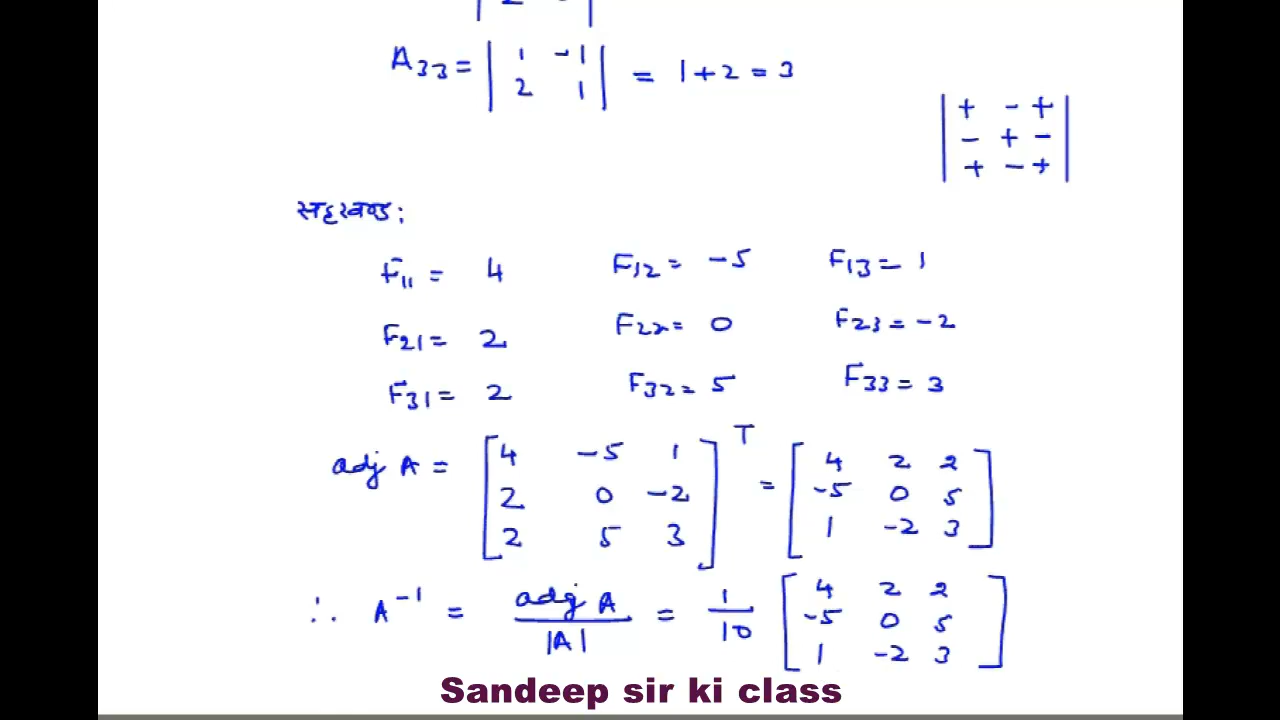 2
A₃₃ = | 1 -1 | = 1+2 = 3
| 2 1 |
| + - + |
| - + - |
| + - + |
सहखण्ड:
F₁₁ = 4 F₁₂ = -5 F₁₃ = 1
F₂₁ = 2 F₂₂ = 0 F₂₃ = -2
F₃₁ = 2 F₃₂ = 5 F₃₃ = 3
adj A = [ 4 -5 1 ]ᵀ = [ 4 2 2 ]
[ 2 0 -2 ] [ -5 0 5 ]
[ 2 5 3 ] [ 1 -2 3 ]
∴ A⁻¹ = adj A / |A| = 1/10 [ 4 2 2 ]
[ -5 0 5 ]
[ 1 -2 3 ]
Sandeep sir ki class